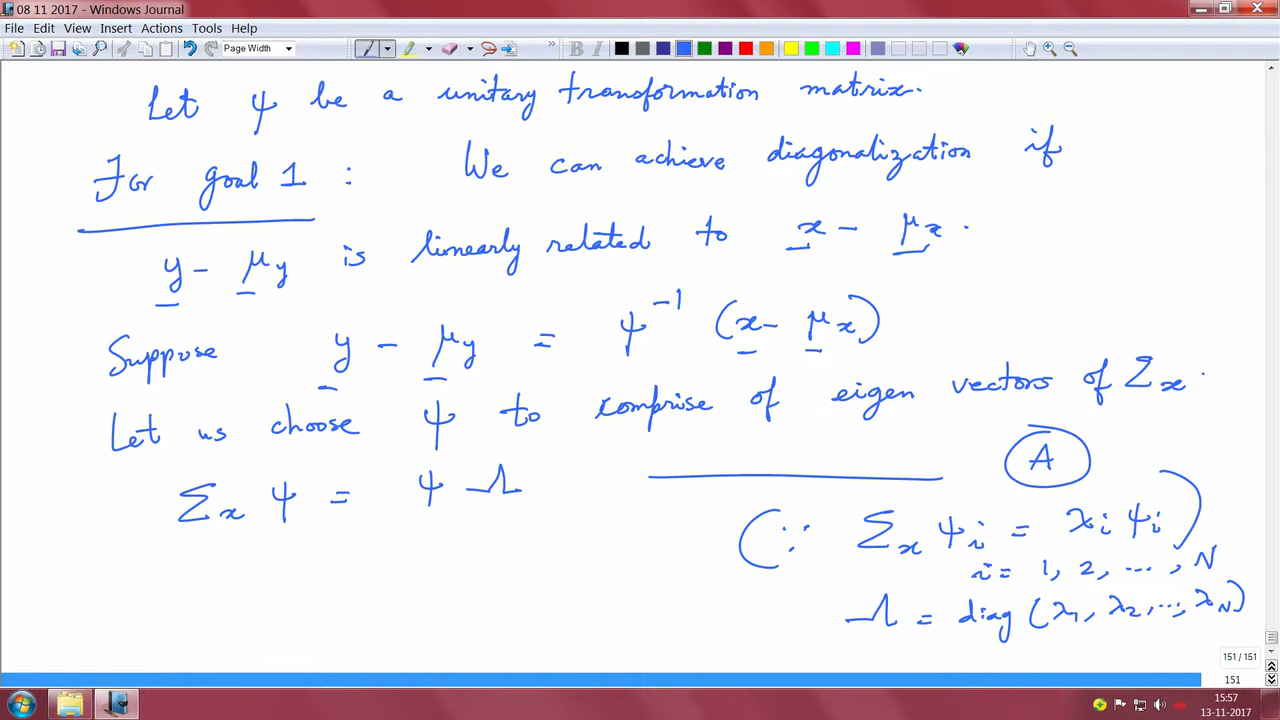 08 11 2017 - Windows Journal
File Edit View Insert Actions Tools Help
Page Width
Let ψ be a unitary transformation matrix.
For goal 1 : We can achieve diagonalization if
y - μy is linearly related to x - μx.
Suppose y - μy = ψ^-1 (x - μx)
Let us choose ψ to comprise of eigen vectors of Σx.
Σx ψ = ψ Λ ——— A
(∵ Σx ψi = λi ψi)
i = 1, 2, ..., N
Λ = diag (λ1, λ2, ..., λN)
151 / 151
151
15:57
13-11-2017